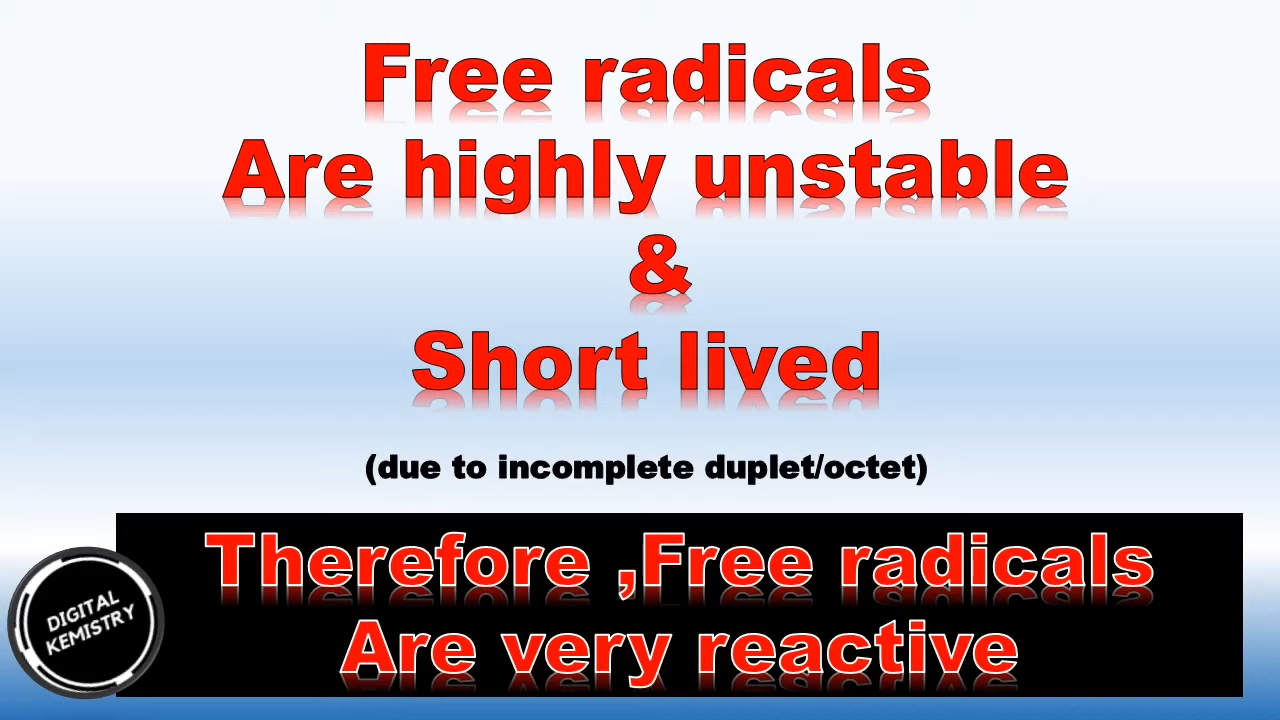 Free radicals
Are highly unstable
&
Short lived
(due to incomplete duplet/octet)
Therefore ,Free radicals
Are very reactive
DIGITAL
KEMISTRY